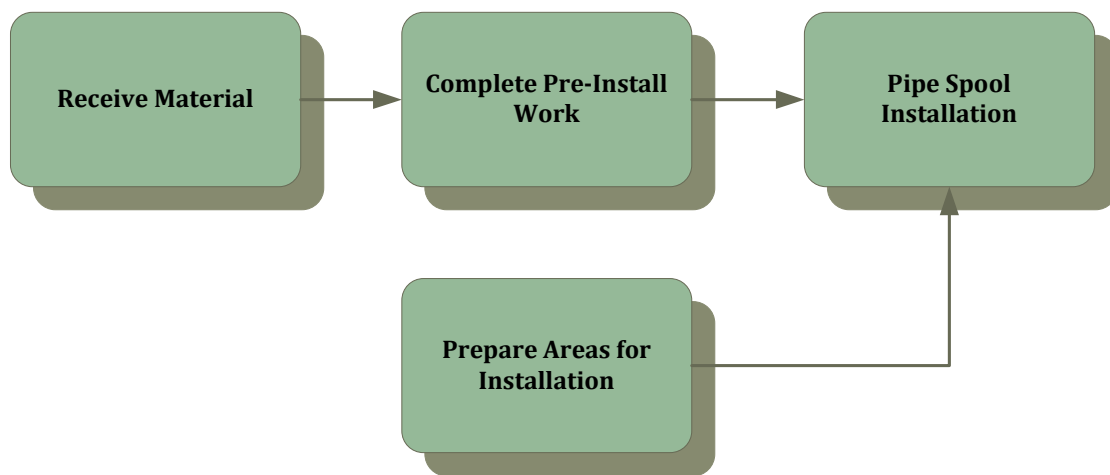 Receive Material
Complete Pre-Install
Work
Pipe Spool
Installation
Prepare Areas for
Installation